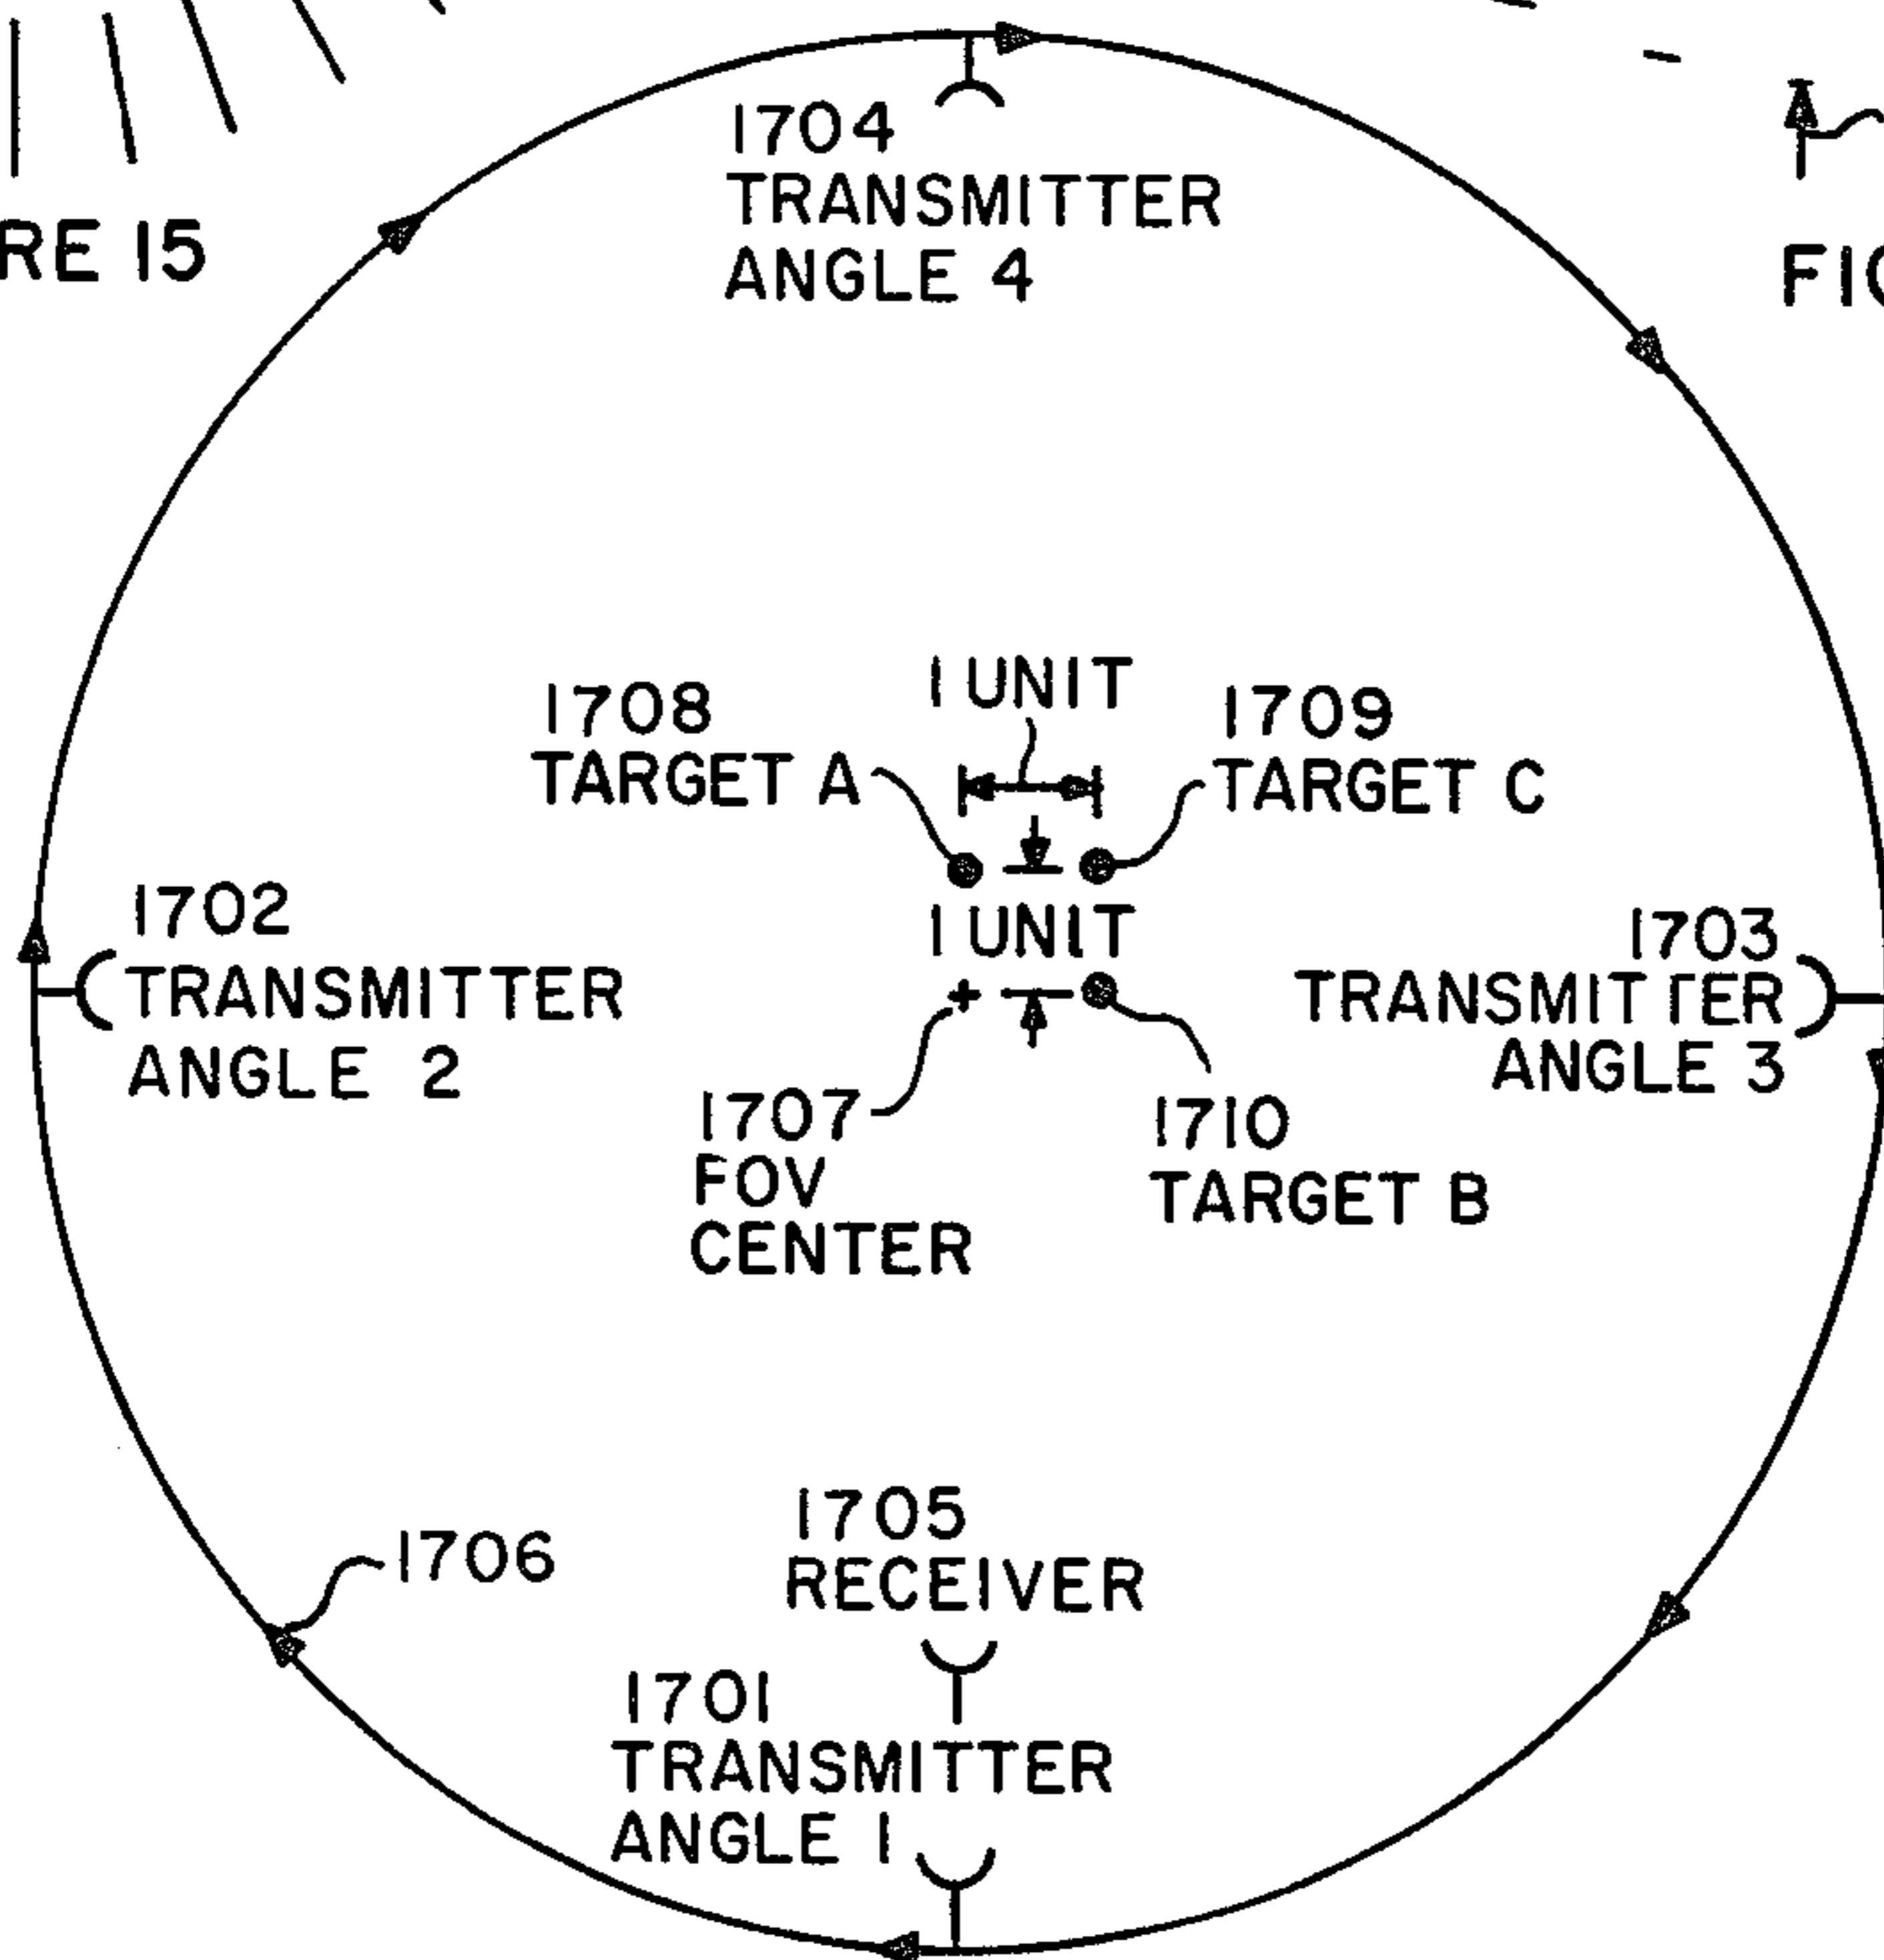 1704
TRANSMITTER
ANGLE 4
RE 15
1 UNIT
1708
TARGET A
1709
TARGET C
1702
TRANSMITTER
ANGLE 2
1 UNIT
1703
TRANSMITTER
ANGLE 3
1707
FOV
CENTER
1710
TARGET B
1705
RECEIVER
1706
1701
TRANSMITTER
ANGLE 1